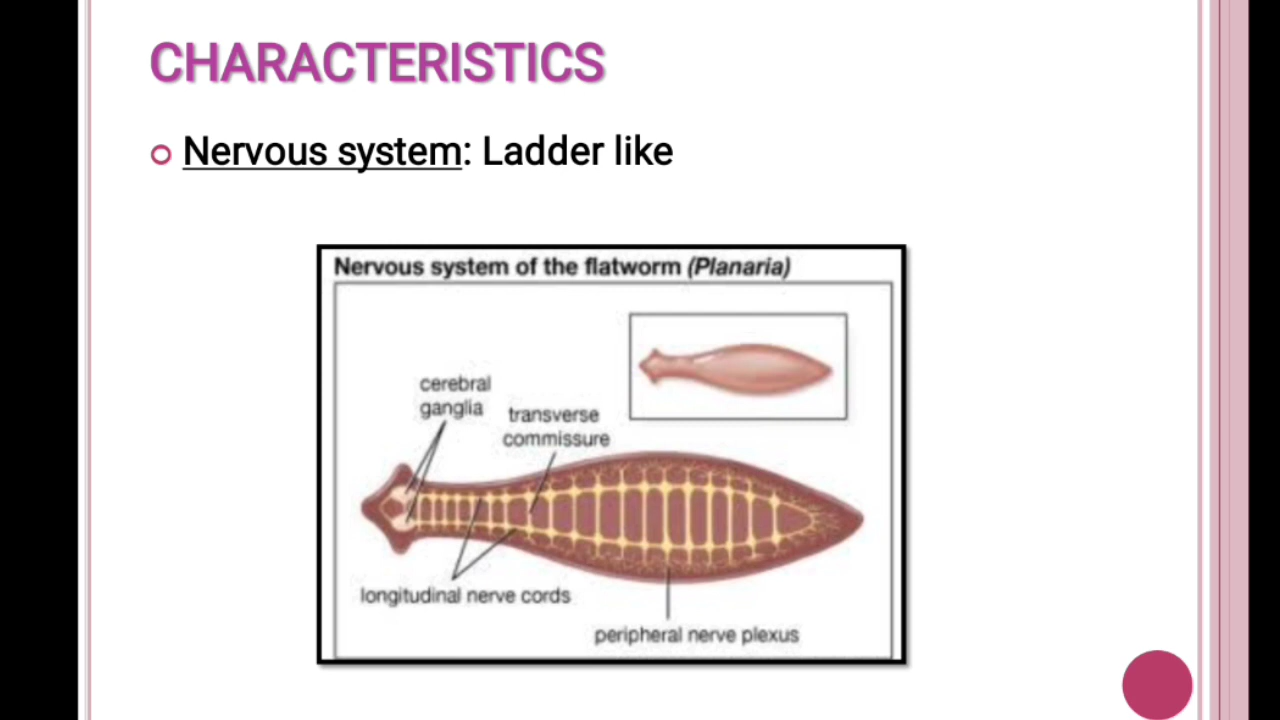 CHARACTERISTICS
Nervous system: Ladder like
Nervous system of the flatworm (Planaria)
cerebral
ganglia
transverse
commissure
longitudinal nerve cords
peripheral nerve plexus